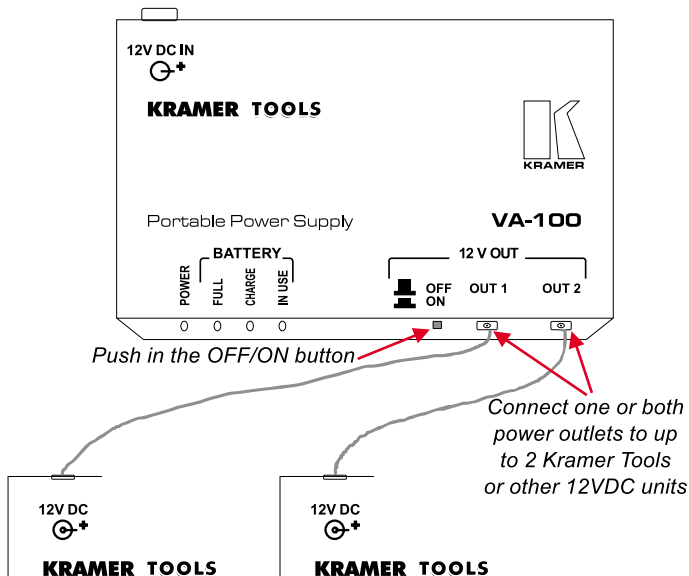 12V DC IN
+
KRAMER TOOLS
KRAMER
Portable Power Supply
VA-100
BATTERY
POWER
FULL
CHARGE
IN USE
12 V OUT
OFF
ON
OUT 1
OUT 2
Push in the OFF/ON button
Connect one or both
power outlets to up
to 2 Kramer Tools
or other 12VDC units
12V DC
+
KRAMER TOOLS
12V DC
+
KRAMER TOOLS